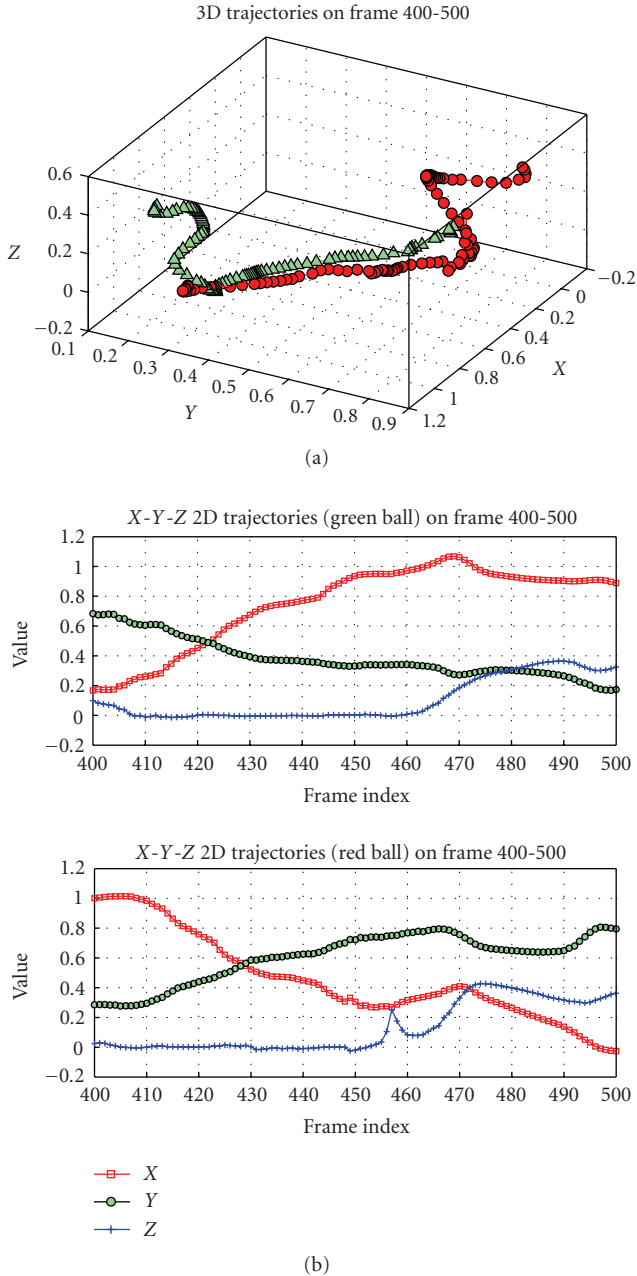 3D trajectories on frame 400-500
0.6
0.4
0.2
0
−0.2
Z
0.1
0.2
0.3
0.4
0.5
0.6
0.7
0.8
0.9
Y
1.2
1
0.8
0.6
0.4
0.2
0
−0.2
X
(a)
X-Y-Z 2D trajectories (green ball) on frame 400-500
1.2
1
0.8
0.6
0.4
0.2
0
−0.2
Value
400 410 420 430 440 450 460 470 480 490 500
Frame index
X-Y-Z 2D trajectories (red ball) on frame 400-500
1.2
1
0.8
0.6
0.4
0.2
0
−0.2
Value
400 410 420 430 440 450 460 470 480 490 500
Frame index
X
Y
Z
(b)